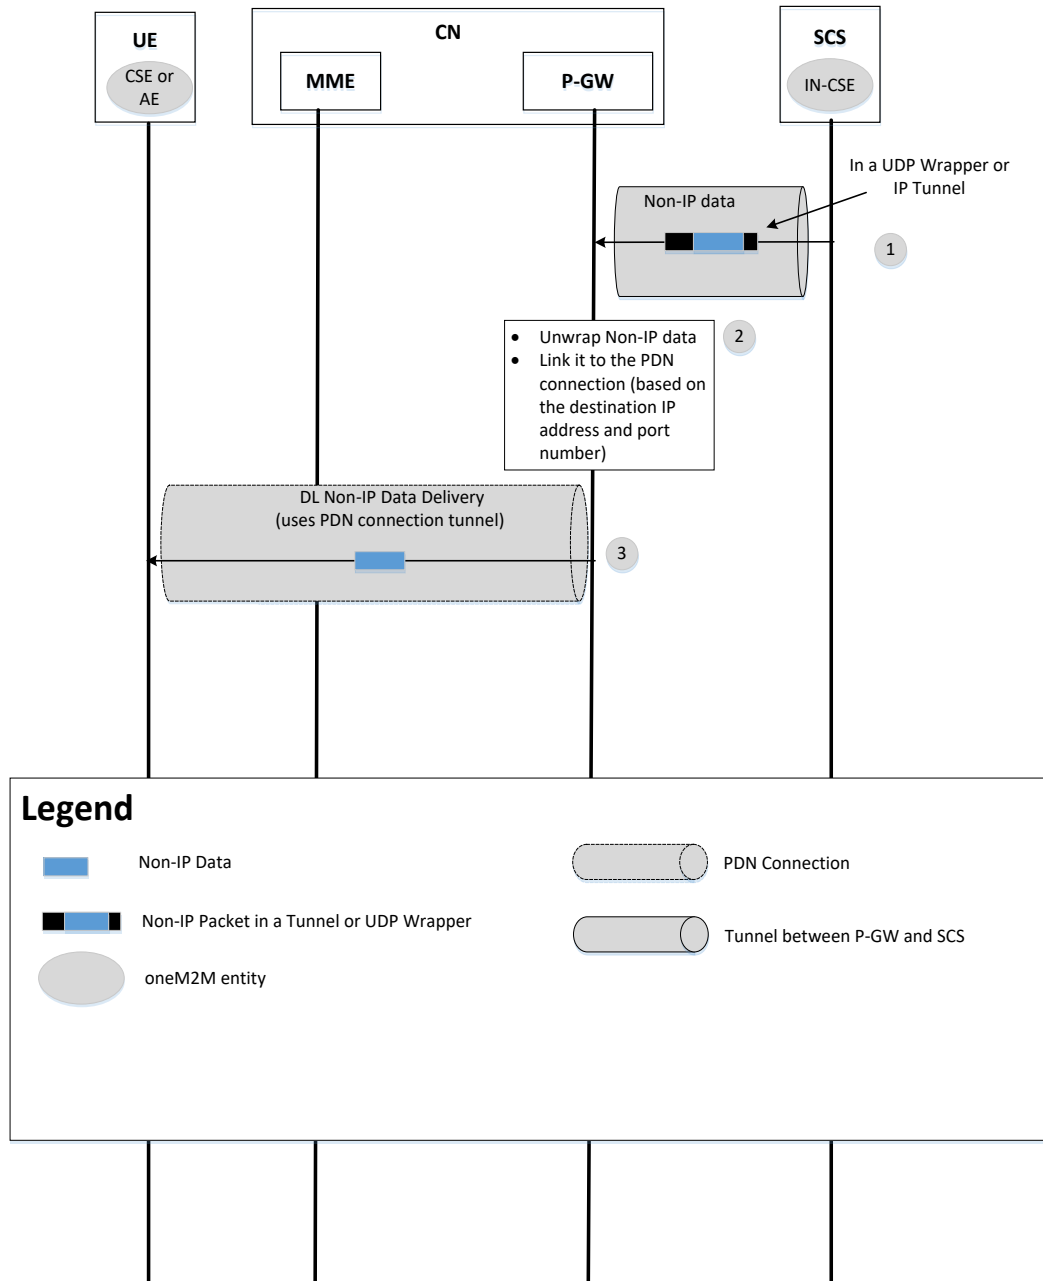 UE
CSE or
AE
CN
MME
P-GW
SCS
IN-CSE
In a UDP Wrapper or
IP Tunnel
Non-IP data
1
• Unwrap Non-IP data
• Link it to the PDN
connection (based on
the destination IP
address and port
number)
2
DL Non-IP Data Delivery
(uses PDN connection tunnel)
3
Legend
Non-IP Data
PDN Connection
Non-IP Packet in a Tunnel or UDP Wrapper
Tunnel between P-GW and SCS
oneM2M entity